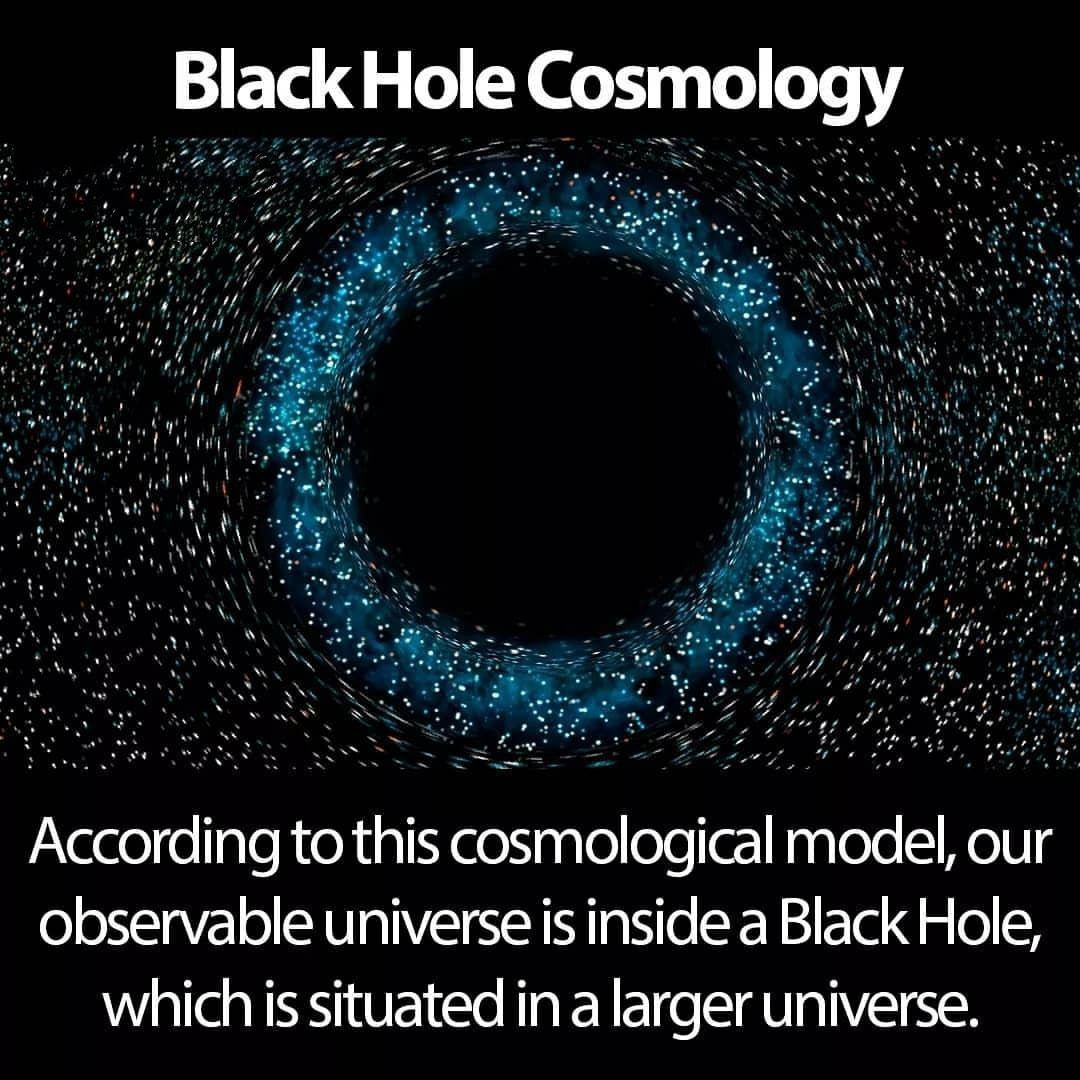 Black Hole Cosmology
According to this cosmological model, our
observable universe is inside a Black Hole,
which is situated in a larger universe.